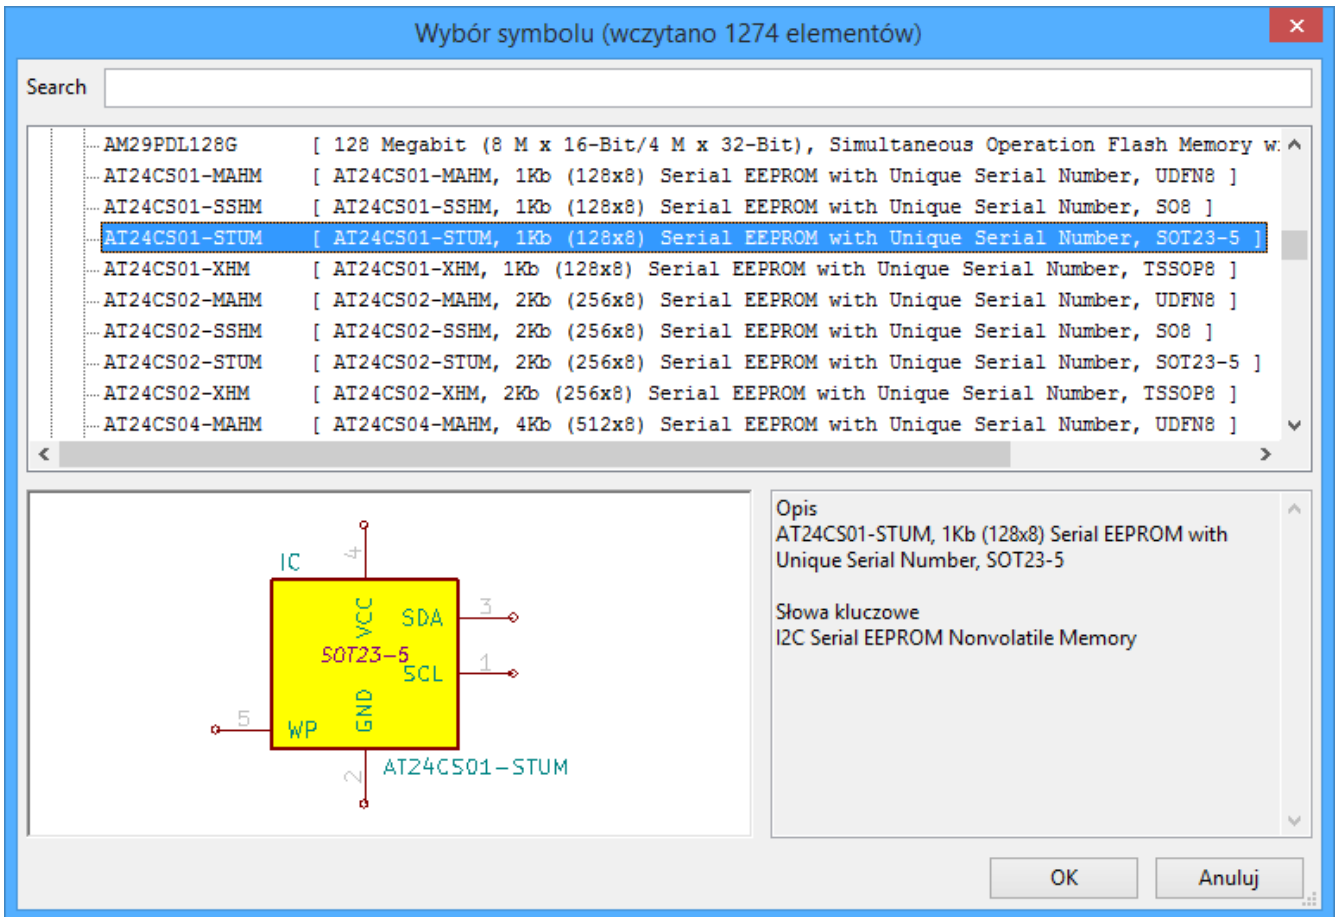 Wybór symbolu (wczytano 1274 elementów)
Search
AM29PDL128G [ 128 Megabit (8 M x 16-Bit/4 M x 32-Bit), Simultaneous Operation Flash Memory w
AT24CS01-MAHM [ AT24CS01-MAHM, 1Kb (128x8) Serial EEPROM with Unique Serial Number, UDFN8 ]
AT24CS01-SSHM [ AT24CS01-SSHM, 1Kb (128x8) Serial EEPROM with Unique Serial Number, SO8 ]
AT24CS01-STUM [ AT24CS01-STUM, 1Kb (128x8) Serial EEPROM with Unique Serial Number, SOT23-5 ]
AT24CS01-XHM [ AT24CS01-XHM, 1Kb (128x8) Serial EEPROM with Unique Serial Number, TSSOP8 ]
AT24CS02-MAHM [ AT24CS02-MAHM, 2Kb (256x8) Serial EEPROM with Unique Serial Number, UDFN8 ]
AT24CS02-SSHM [ AT24CS02-SSHM, 2Kb (256x8) Serial EEPROM with Unique Serial Number, SO8 ]
AT24CS02-STUM [ AT24CS02-STUM, 2Kb (256x8) Serial EEPROM with Unique Serial Number, SOT23-5 ]
AT24CS02-XHM [ AT24CS02-XHM, 2Kb (256x8) Serial EEPROM with Unique Serial Number, TSSOP8 ]
AT24CS04-MAHM [ AT24CS04-MAHM, 4Kb (512x8) Serial EEPROM with Unique Serial Number, UDFN8 ]
IC
4
VCC
SDA
3
SOT23-5
SCL
1
5
WP
GND
2
AT24CS01-STUM
Opis
AT24CS01-STUM, 1Kb (128x8) Serial EEPROM with
Unique Serial Number, SOT23-5
Słowa kluczowe
I2C Serial EEPROM Nonvolatile Memory
OK
Anuluj